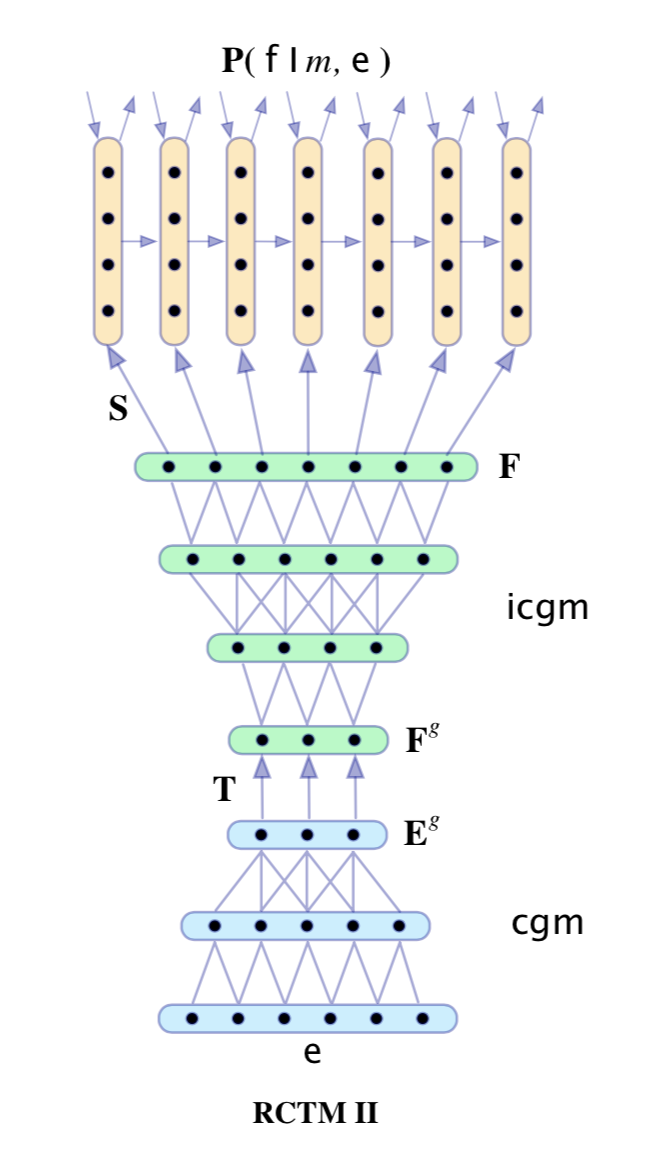 P( f | m, e )
S
F
icgm
F^g
T
E^g
cgm
e
RCTM II